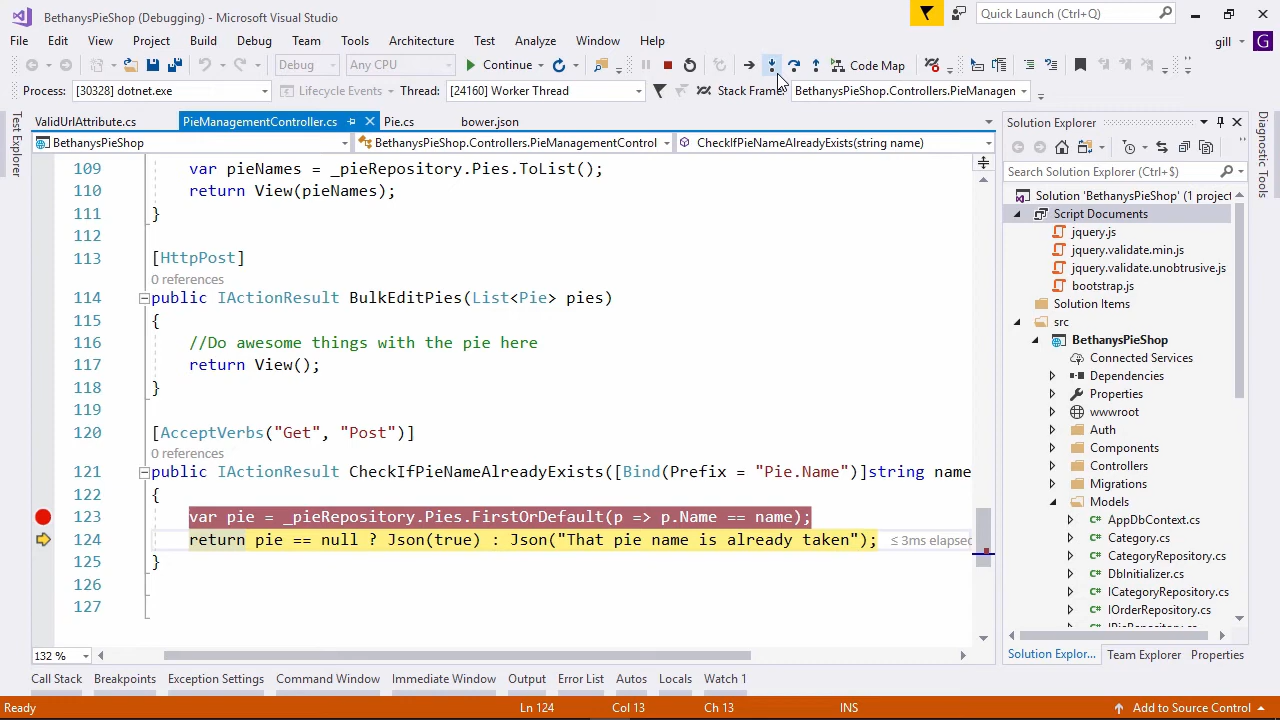 BethanysPieShop (Debugging) - Microsoft Visual Studio
Quick Launch (Ctrl+Q)
File Edit View Project Build Debug Team Tools Architecture Test Analyze Window Help
gill G
Debug Any CPU Continue Code Map
Process: [30328] dotnet.exe Lifecycle Events Thread: [24160] Worker Thread Stack Frame BethanysPieShop.Controllers.PieManagen
Test Explorer
ValidUrlAttribute.cs PieManagementController.cs Pie.cs bower.json
BethanysPieShop BethanysPieShop.Controllers.PieManagementControl CheckIfPieNameAlreadyExists(string name)
109 var pieNames = _pieRepository.Pies.ToList();
110 return View(pieNames);
111 }
112
113 [HttpPost]
0 references
114 public IActionResult BulkEditPies(List<Pie> pies)
115 {
116 //Do awesome things with the pie here
117 return View();
118 }
119
120 [AcceptVerbs("Get", "Post")]
0 references
121 public IActionResult CheckIfPieNameAlreadyExists([Bind(Prefix = "Pie.Name")]string name
122 {
123 var pie = _pieRepository.Pies.FirstOrDefault(p => p.Name == name);
124 return pie == null ? Json(true) : Json("That pie name is already taken"); ≤ 3ms elapsed
125 }
126
127
132 %
Solution Explorer
Search Solution Explorer (Ctrl+$)
Solution 'BethanysPieShop' (1 project
Script Documents
jquery.js
jquery.validate.min.js
jquery.validate.unobtrusive.js
bootstrap.js
Solution Items
src
BethanysPieShop
Connected Services
Dependencies
Properties
wwwroot
Auth
Components
Controllers
Migrations
Models
AppDbContext.cs
Category.cs
CategoryRepository.cs
DbInitializer.cs
ICategoryRepository.cs
IOrderRepository.cs
IPieRepository.cs
Solution Explor... Team Explorer Properties
Diagnostic Tools
Call Stack Breakpoints Exception Settings Command Window Immediate Window Output Error List Autos Locals Watch 1
Ready Ln 124 Col 13 Ch 13 INS Add to Source Control